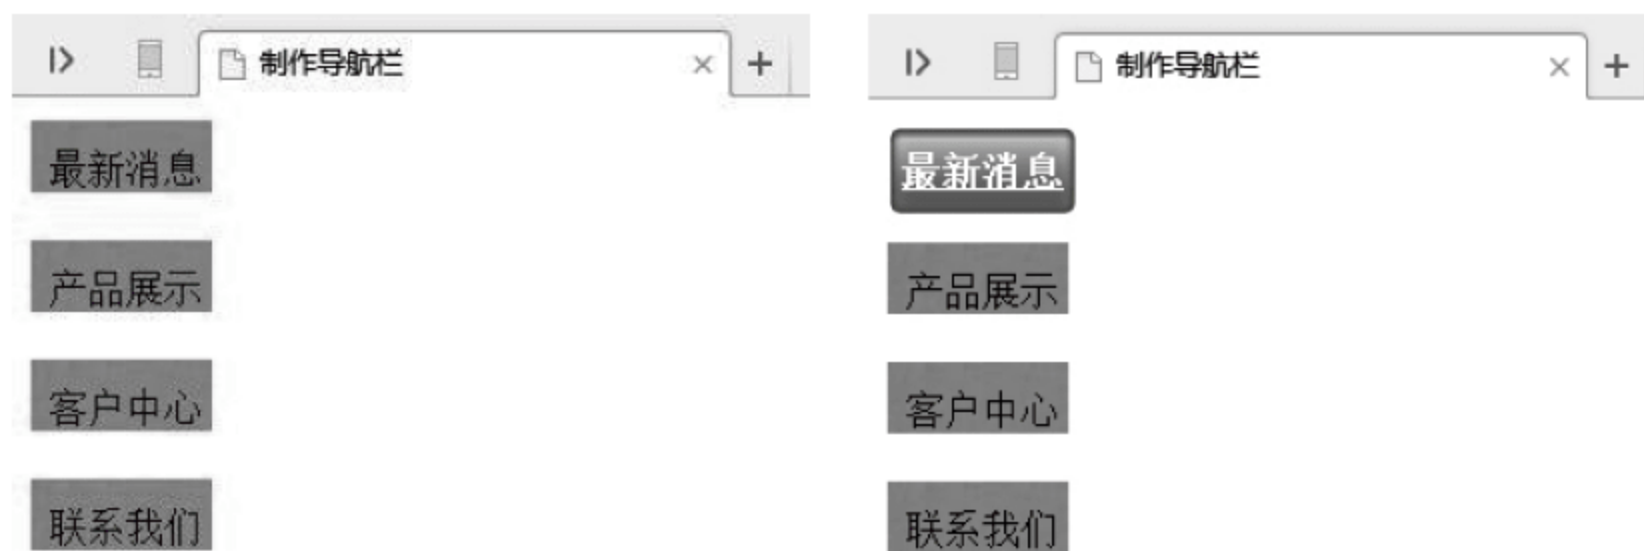 制作导航栏
最新消息
产品展示
客户中心
联系我们
制作导航栏
最新消息
产品展示
客户中心
联系我们